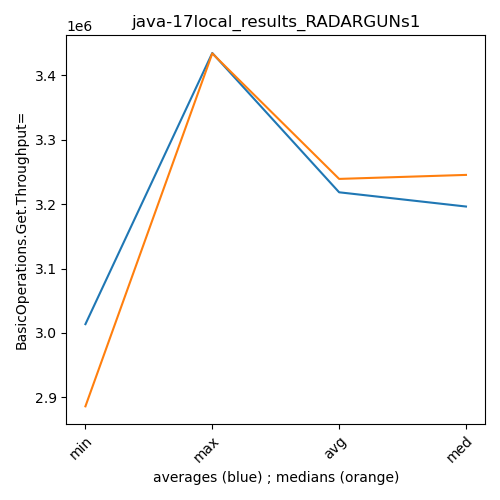 java-17local_results_RADARGUNs1
1e6
3.4
3.3
3.2
3.1
3.0
2.9
BasicOperations.Get.Throughput=
min
max
avg
med
averages (blue) ; medians (orange)